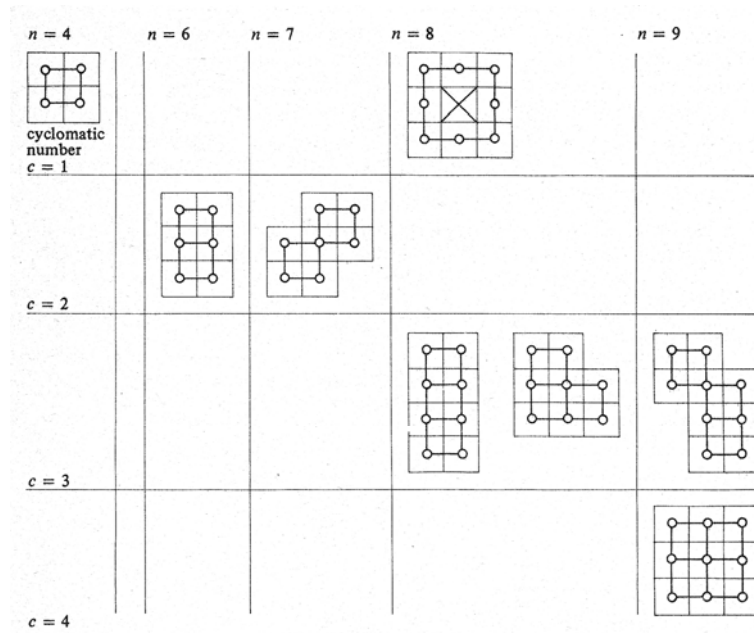 n = 4 n = 6 n = 7 n = 8 n = 9
cyclomatic
number
c = 1
c = 2
c = 3
c = 4